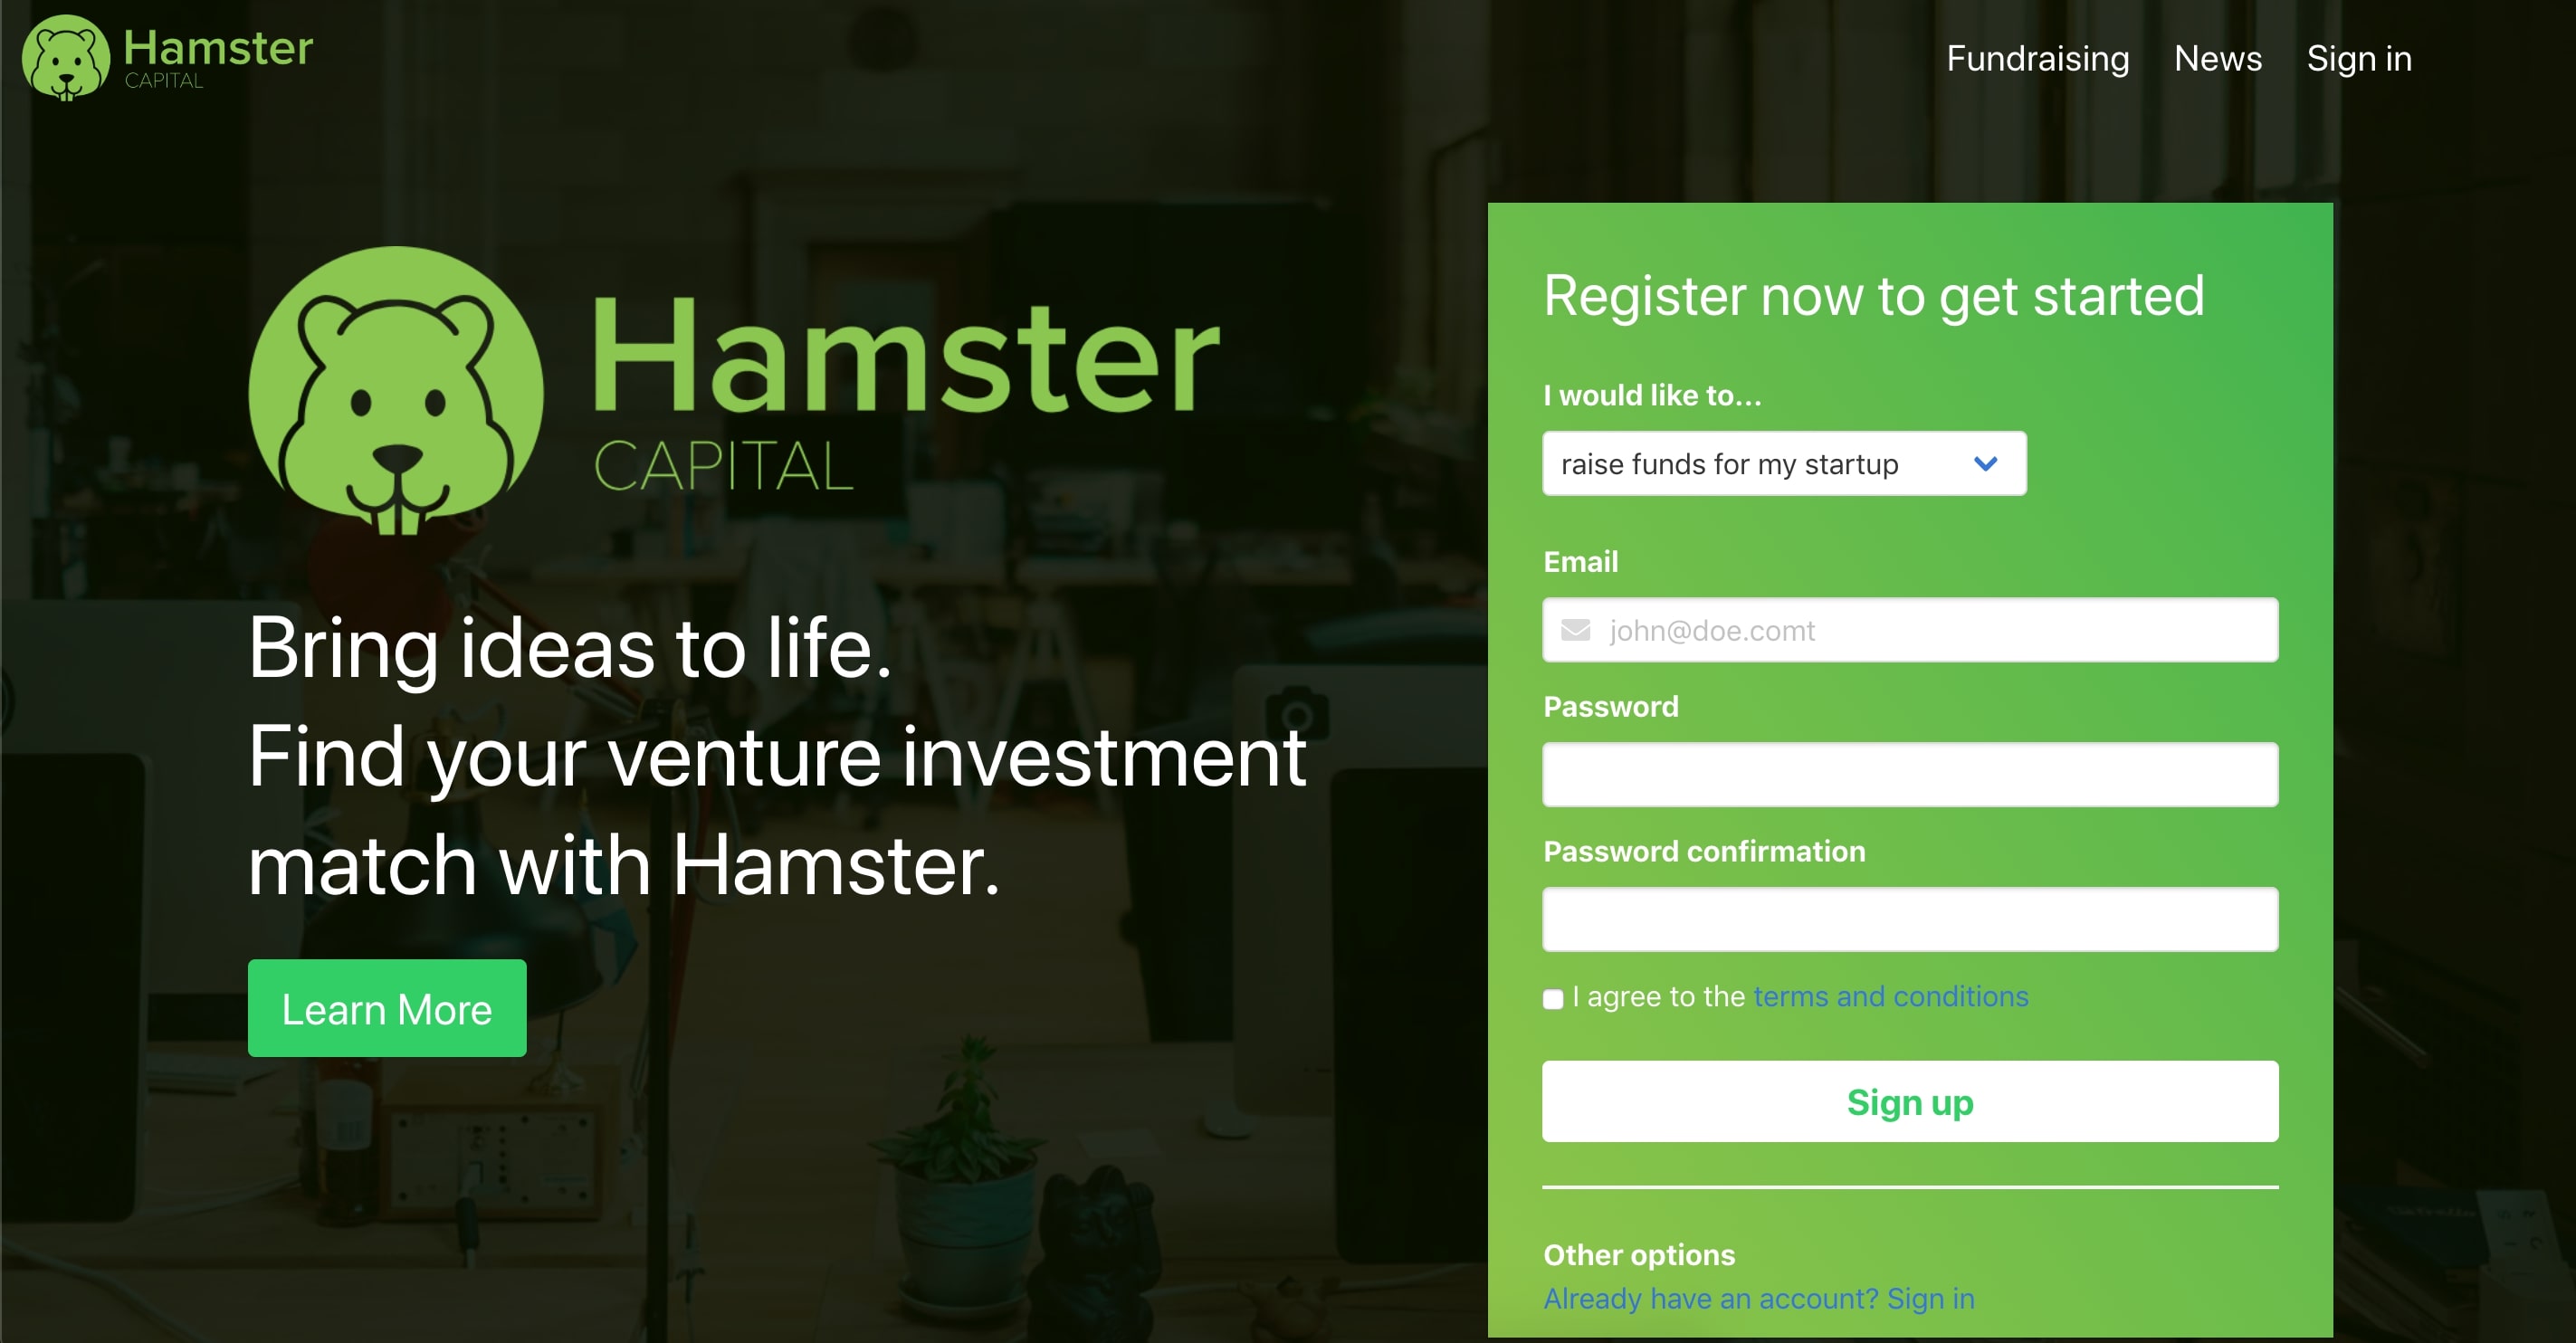 Hamster
CAPITAL
Fundraising News Sign in
Hamster
CAPITAL
Bring ideas to life.
Find your venture investment
match with Hamster.
Learn More
Register now to get started
I would like to...
raise funds for my startup
Email
john@doe.comt
Password
Password confirmation
I agree to the terms and conditions
Sign up
Other options
Already have an account? Sign in